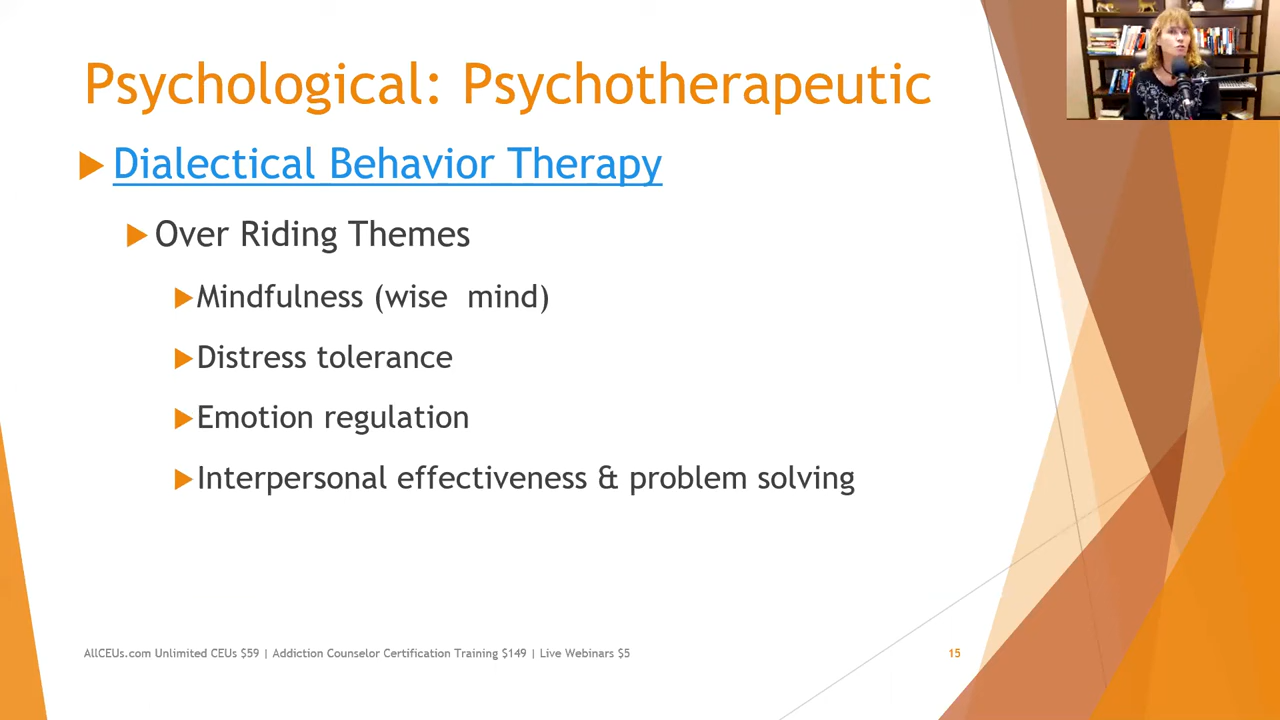 Psychological: Psychotherapeutic
Dialectical Behavior Therapy
Over Riding Themes
Mindfulness (wise  mind)
Distress tolerance
Emotion regulation
Interpersonal effectiveness & problem solving
AllCEUs.com Unlimited CEUs $59 | Addiction Counselor Certification Training $149 | Live Webinars $5
15